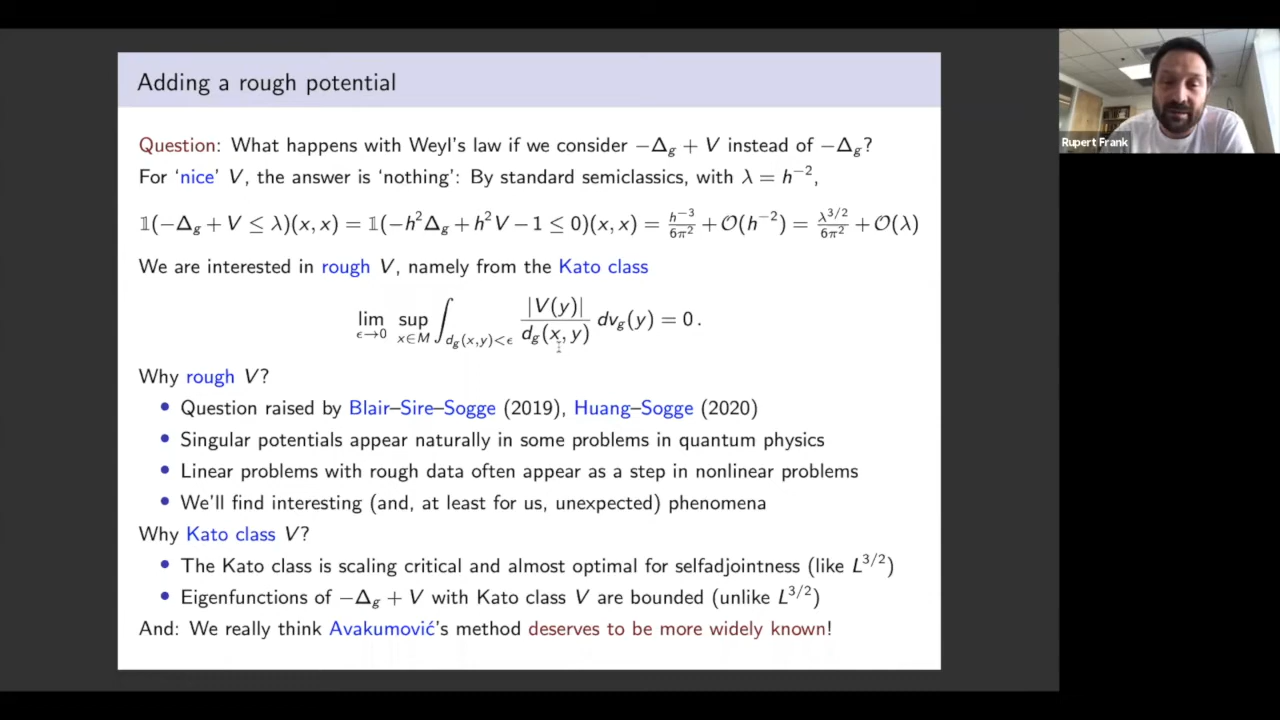 Adding a rough potential
Question: What happens with Weyl's law if we consider −Δ_g + V instead of −Δ_g?
For 'nice' V, the answer is 'nothing': By standard semiclassics, with λ = h^{−2},
𝟙(−Δ_g + V ≤ λ)(x, x) = 𝟙(−h²Δ_g + h²V − 1 ≤ 0)(x, x) = \frac{h^{−3}}{6π²} + 𝒪(h^{−2}) = \frac{λ^{3/2}}{6π²} + 𝒪(λ)
We are interested in rough V, namely from the Kato class
lim_{ϵ→0} sup_{x∈M} ∫_{d_g(x,y)<ϵ} \frac{|V(y)|}{d_g(x, y)} dv_g(y) = 0 .
Why rough V?
• Question raised by Blair–Sire–Sogge (2019), Huang–Sogge (2020)
• Singular potentials appear naturally in some problems in quantum physics
• Linear problems with rough data often appear as a step in nonlinear problems
• We'll find interesting (and, at least for us, unexpected) phenomena
Why Kato class V?
• The Kato class is scaling critical and almost optimal for selfadjointness (like L^{3/2})
• Eigenfunctions of −Δ_g + V with Kato class V are bounded (unlike L^{3/2})
And: We really think Avakumović's method deserves to be more widely known!
Rupert Frank